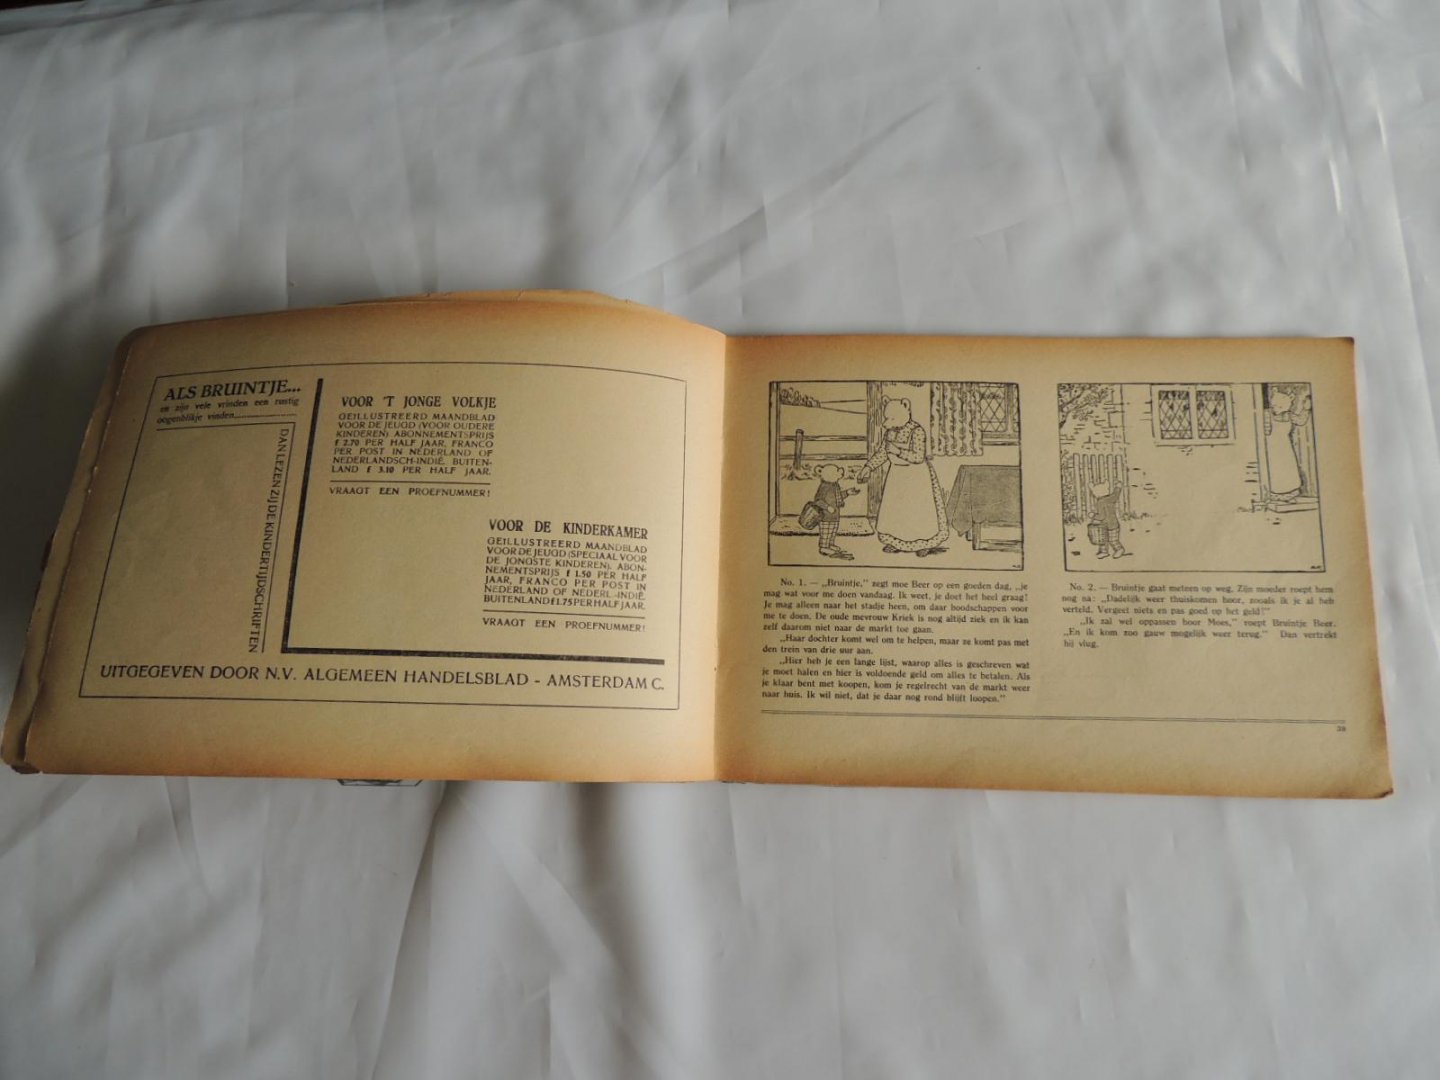 ALS BRUINTJE...
en zijn vele vrinden een rustig
oogenblikje vinden
DAN LEZEN ZIJ DE KINDERTIJDSCHRIFTEN
VOOR 'T JONGE VOLKJE
GEÏLLUSTREERD MAANDBLAD
VOOR DE JEUGD (VOOR OUDERE
KINDEREN). ABONNEMENTSPRIJS
f 2.70 PER HALF JAAR, FRANCO
PER POST IN NEDERLAND OF
NEDERLANDSCH-INDIË. BUITEN-
LAND f 3.10 PER HALF JAAR.
VRAAGT EEN PROEFNUMMER!
VOOR DE KINDERKAMER
GEÏLLUSTREERD MAANDBLAD
VOOR DE JEUGD (SPECIAAL VOOR
DE JONGSTE KINDEREN). ABON-
NEMENTSPRIJS f 1.50 PER HALF
JAAR, FRANCO PER POST IN
NEDERLAND OF NEDERL.-INDIË.
BUITENLAND f 1.75 PER HALF JAAR.
VRAAGT EEN PROEFNUMMER!
UITGEGEVEN DOOR N.V. ALGEMEEN HANDELSBLAD - AMSTERDAM C.
No. 1. — „Bruintje," zegt moe Beer op een goeden dag, „je
mag wat voor me doen vandaag. Ik weet, je doet het heel graag!
Je mag alleen naar het stadje heen, om daar boodschappen voor
me te doen. De oude mevrouw Kriek is nog altijd ziek en ik kan
zelf daarom niet naar de markt toe gaan.
„Haar dochter komt wel om te helpen, maar ze komt pas met
den trein van drie uur aan.
„Hier heb je een lange lijst, waarop alles is geschreven wat
je moet halen en hier is voldoende geld om alles te betalen. Als
je klaar bent met koopen, kom je regelrecht van de markt weer
naar huis. Ik wil niet, dat je daar nog rond blijft loopen."
No. 2. — Bruintje gaat meteen op weg. Zijn moeder roept hem
nog na: „Dadelijk weer thuiskomen hoor, zooals ik je al heb
verteld. Vergeet niets en pas goed op het geld!"
„Ik zal wel oppassen hoor Moes," roept Bruintje Beer.
„En ik kom zoo gauw mogelijk weer terug." Dan vertrekt
hij vlug.